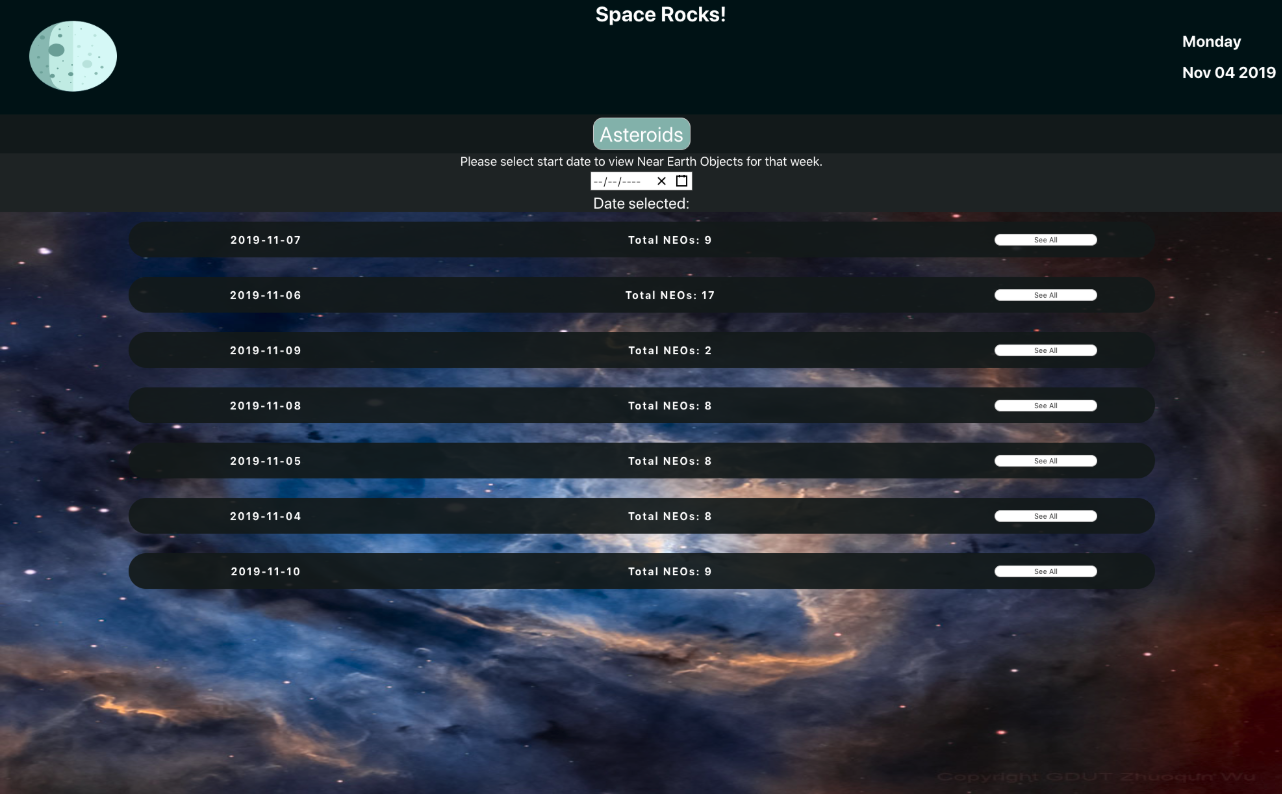 Space Rocks!
Monday
Nov 04 2019
Asteroids
Please select start date to view Near Earth Objects for that week.
--/--/----
Date selected:
2019-11-07 Total NEOs: 9 See All
2019-11-06 Total NEOs: 17 See All
2019-11-09 Total NEOs: 2 See All
2019-11-08 Total NEOs: 8 See All
2019-11-05 Total NEOs: 8 See All
2019-11-04 Total NEOs: 8 See All
2019-11-10 Total NEOs: 9 See All
Copyright GDUT Zhuoqun Wu